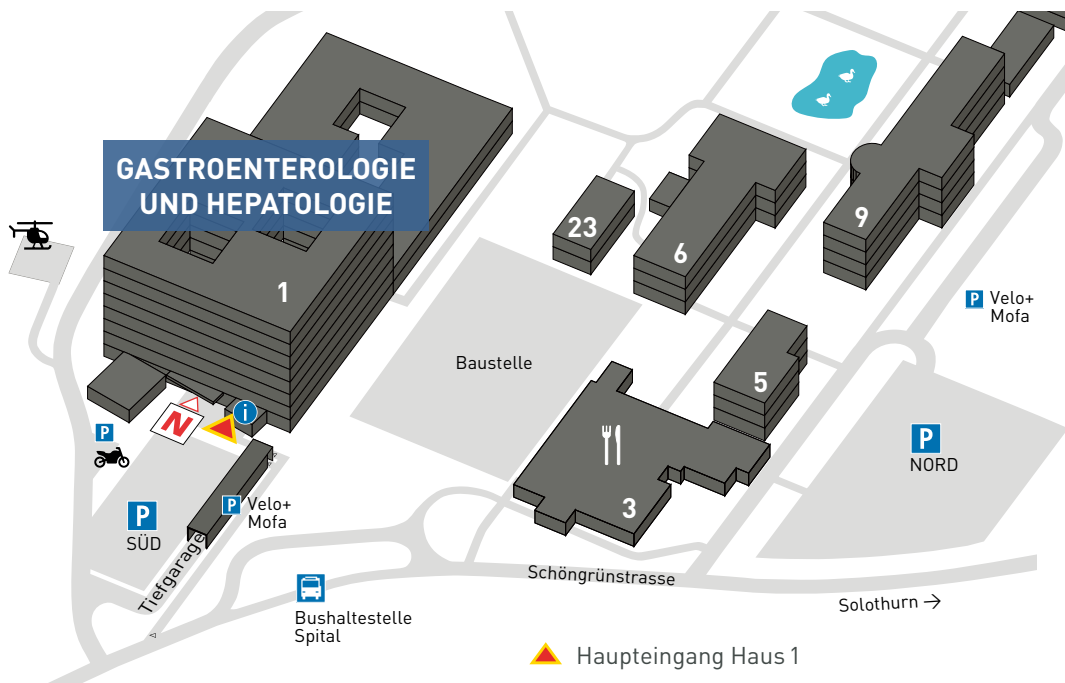 GASTROENTEROLOGIE
UND HEPATOLOGIE
1
23
6
9
P Velo+
Mofa
Baustelle
5
i
N
P
P
NORD
3
P Velo+
Mofa
P
SÜD
Tiefgarage
Schöngrünstrasse
Solothurn →
Bushaltestelle
Spital
Haupteingang Haus 1